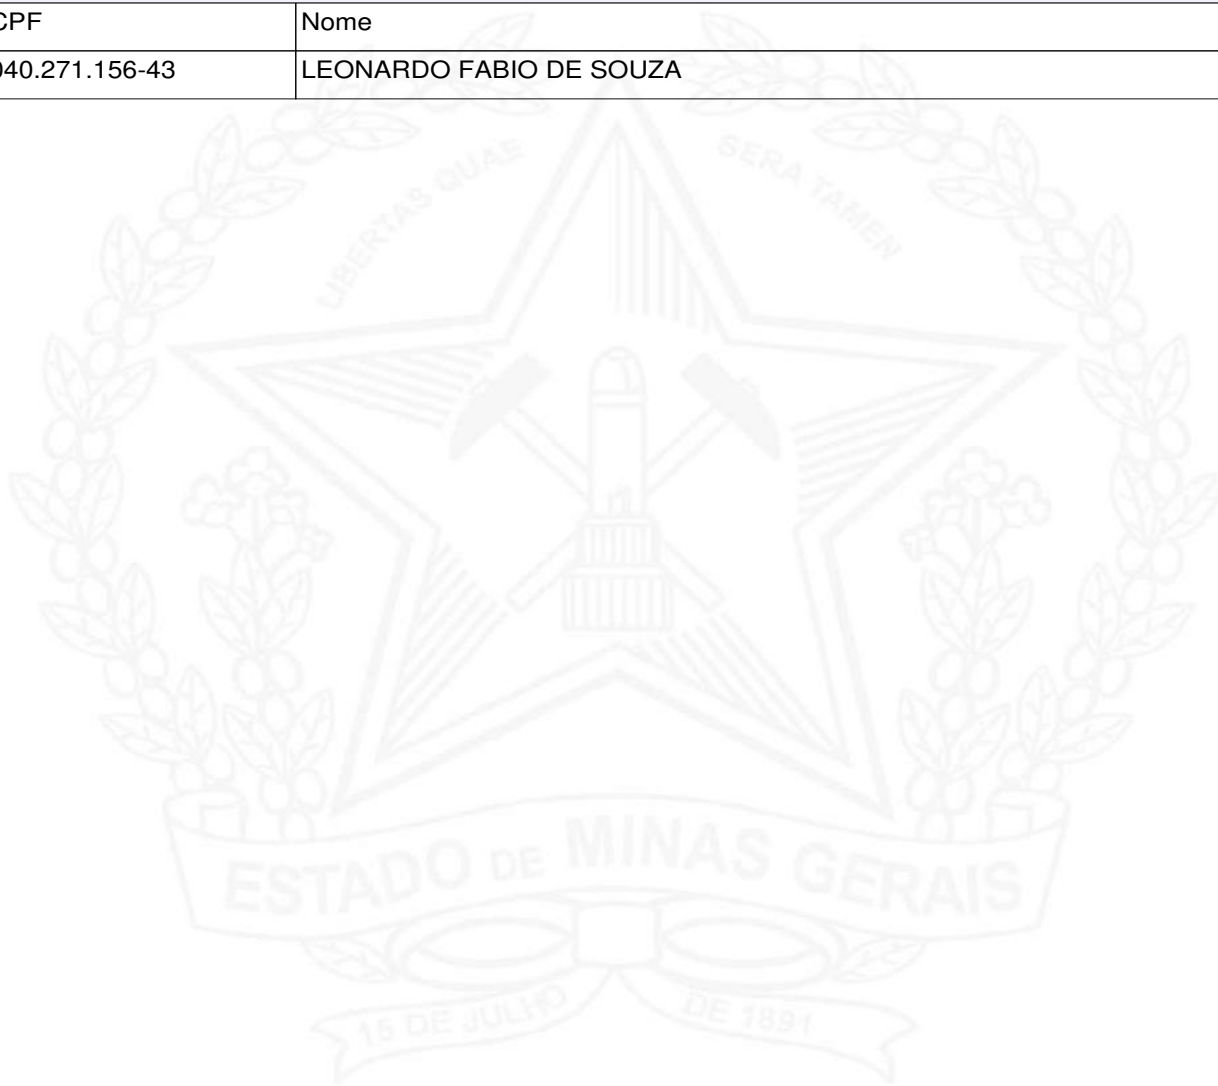 CPF Nome
040.271.156-43 LEONARDO FABIO DE SOUZA
LIBERTAS QUAE SERA TAMEN
ESTADO DE MINAS GERAIS
15 DE JULHO DE 1891